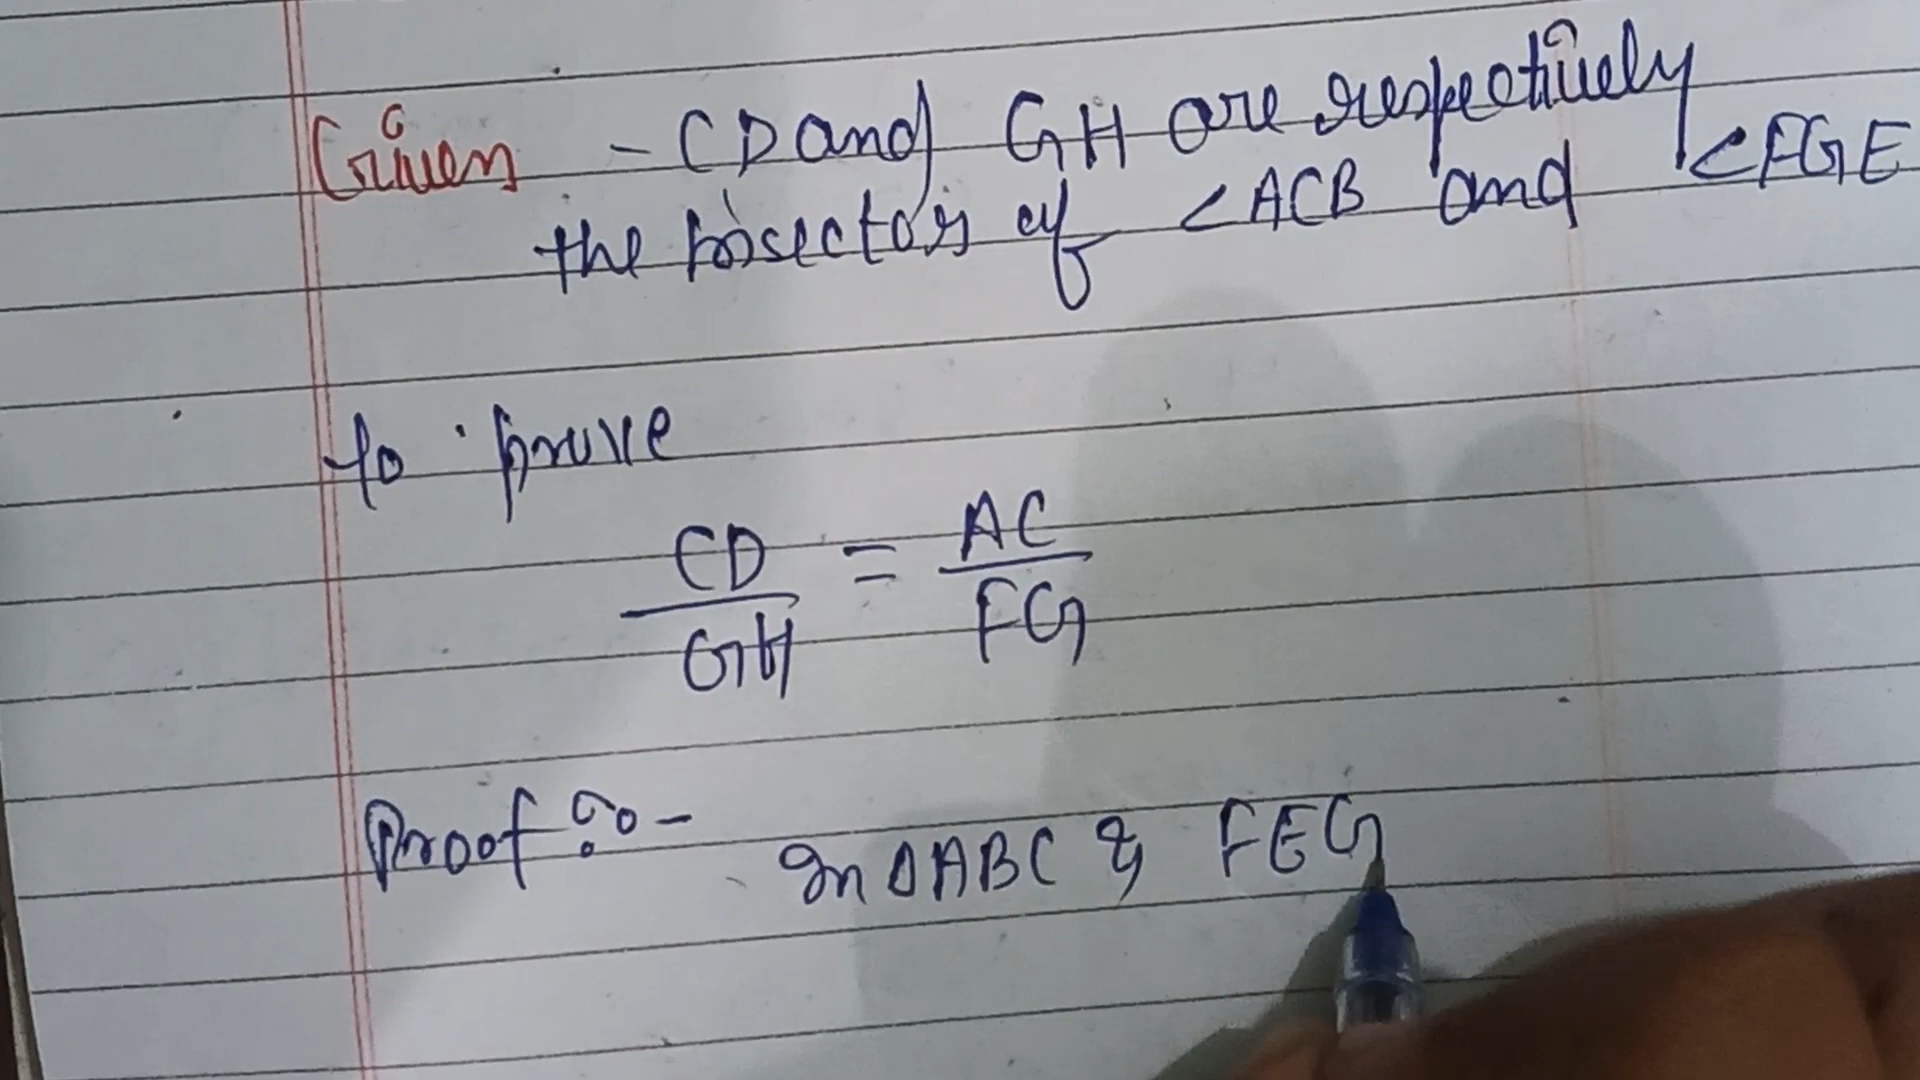 Given - CD and GH are respectively
the bisectors of ∠ACB and ∠FGE
to prove
CD/GH = AC/FG
Proof :- In ΔABC & FEG